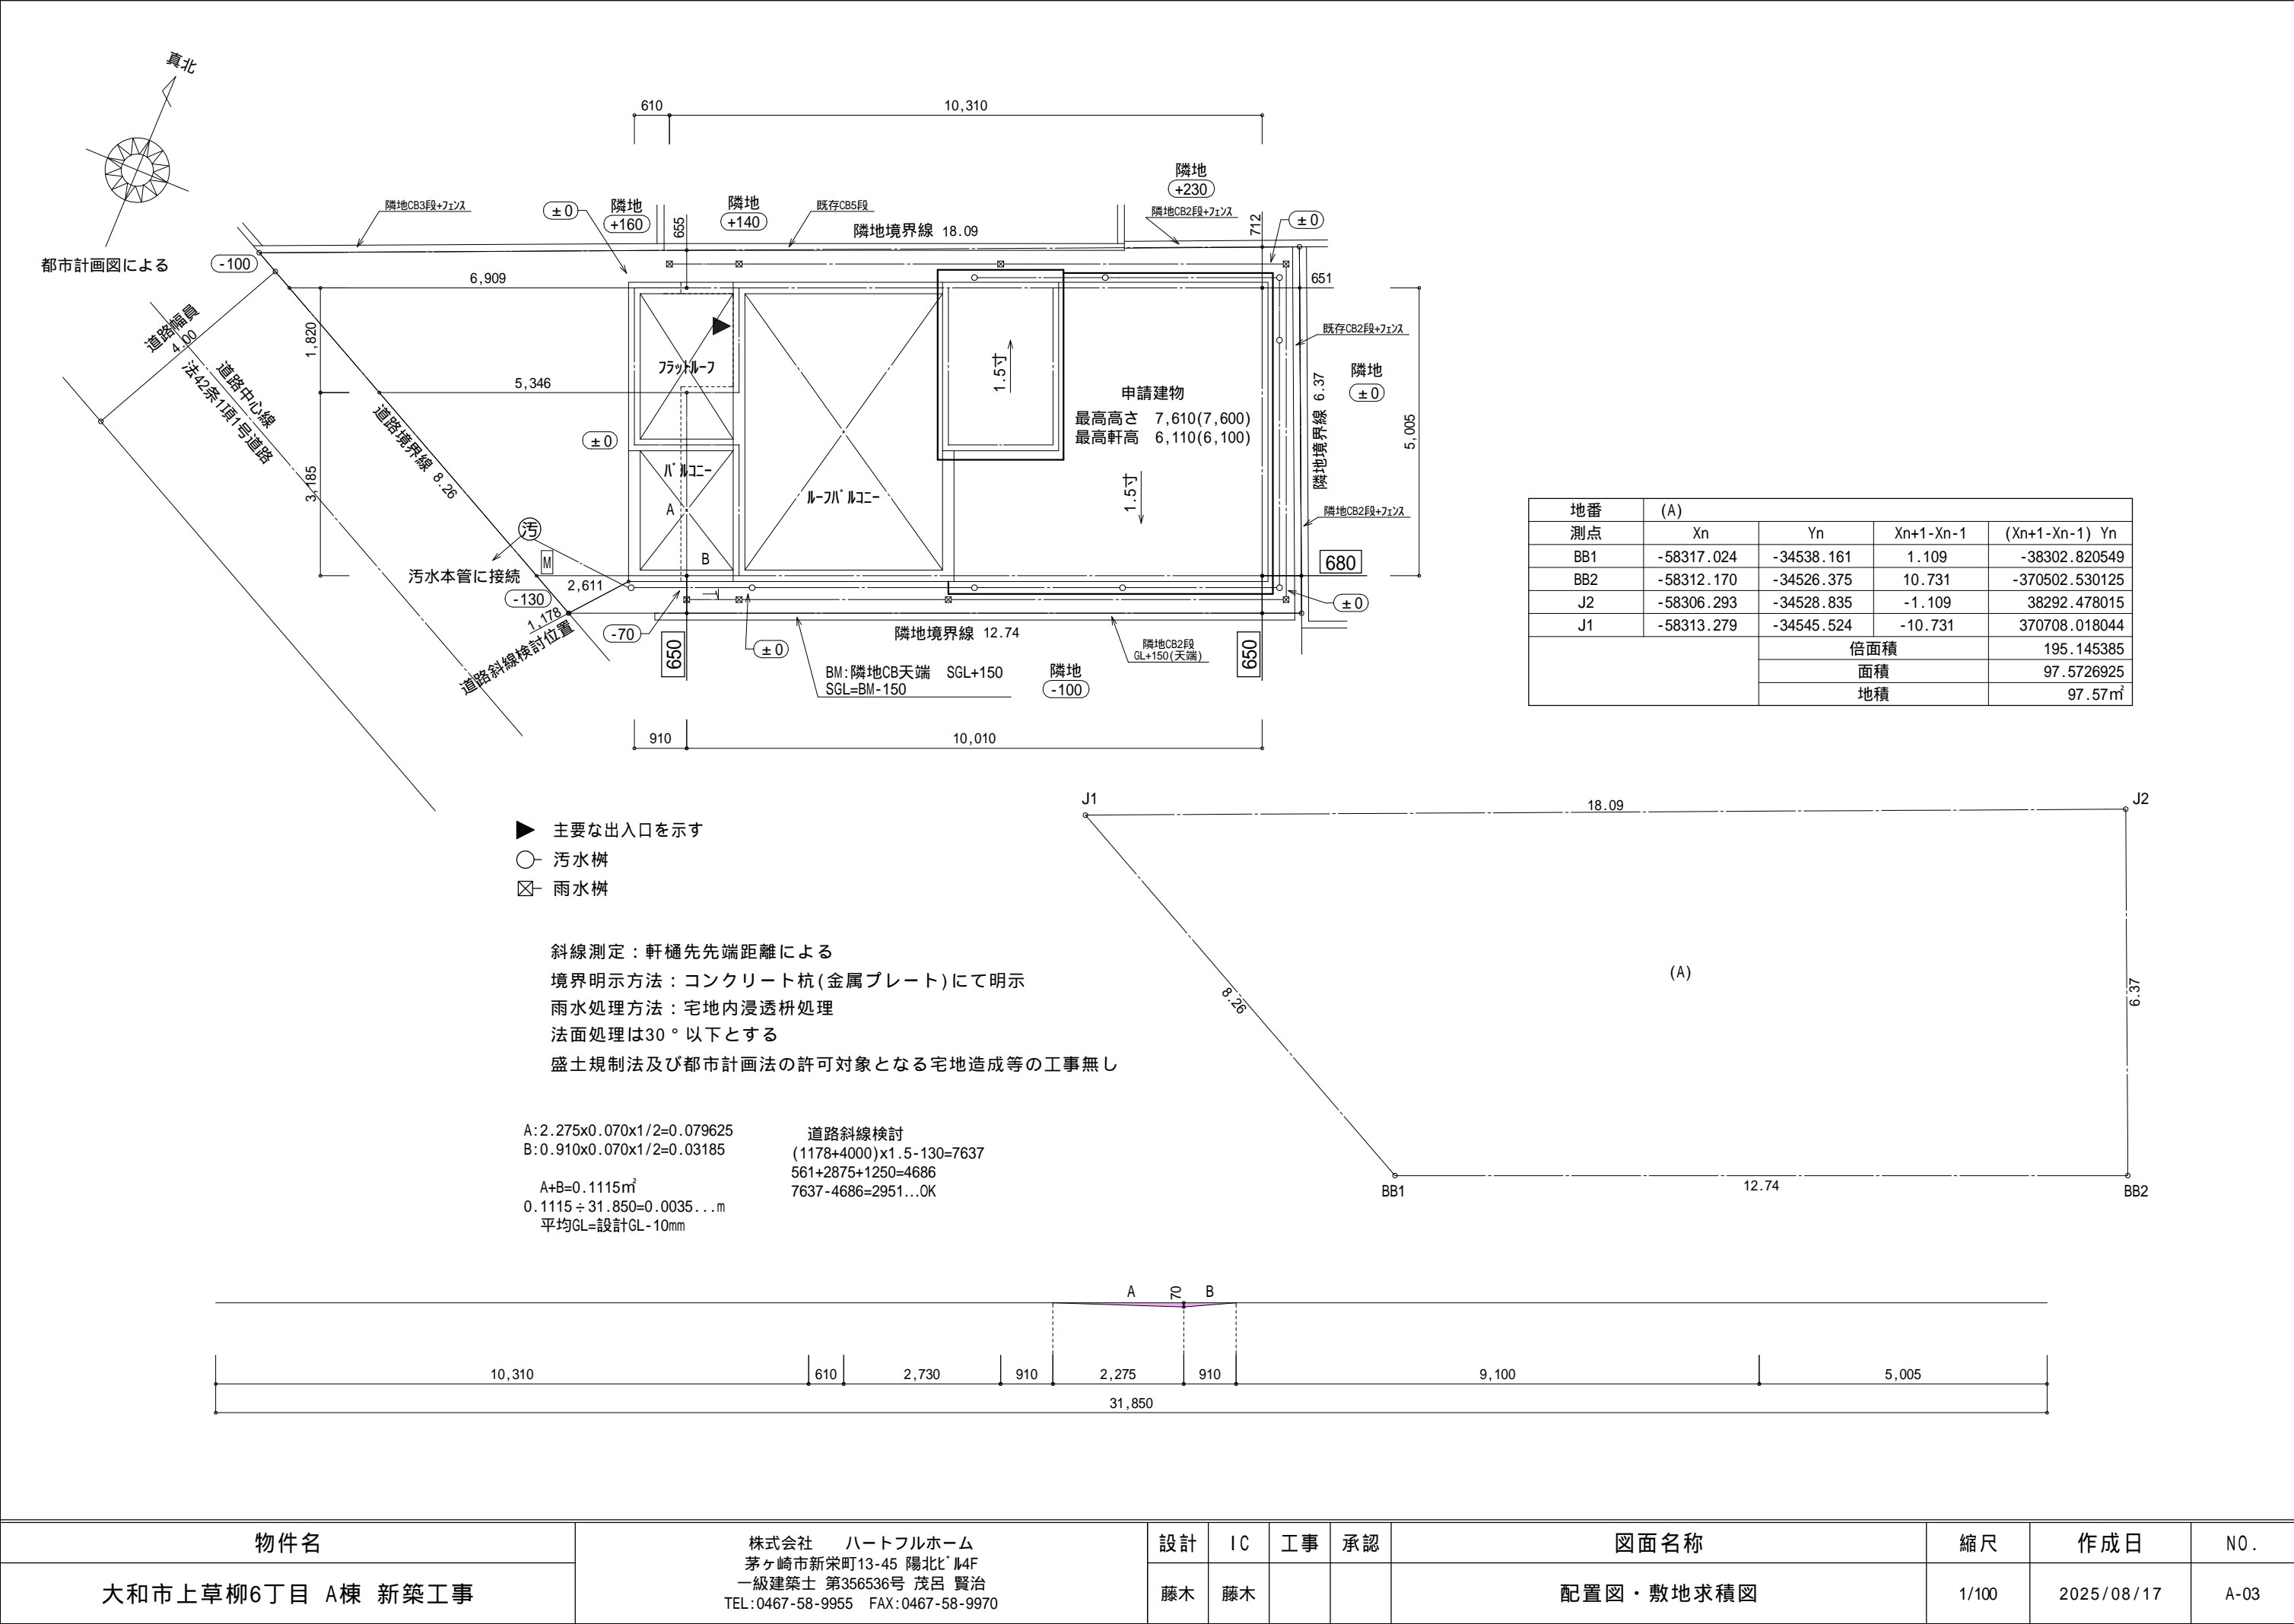 真北
都市計画図による
610
10,310
隣地CB3段+フェンス
±0
隣地
+160
655
隣地
+140
既存CB5段
隣地境界線 18.09
隣地
+230
隣地CB2段+フェンス
712
±0
-100
6,909
651
道路幅員
4.00
道路中心線
法42条1項1号道路
1,820
5,346
3,185
道路境界線 8.26
フラットルーフ
1.5寸
申請建物
最高高さ 7,610(7,600)
最高軒高 6,110(6,100)
既存CB2段+フェンス
隣地
±0
隣地境界線 6.37
5,005
±0
バルコニー
A
ルーフバルコニー
1.5寸
隣地CB2段+フェンス
汚
M
B
汚水本管に接続
2,611
680
-130
1,178
道路斜線検討位置
±0
-70
650
±0
隣地境界線 12.74
隣地CB2段
GL+150(天端)
650
BM:隣地CB天端 SGL+150
SGL=BM-150
隣地
-100
910
10,010
地番 (A)
測点 Xn Yn Xn+1-Xn-1 (Xn+1-Xn-1) Yn
BB1 -58317.024 -34538.161 1.109 -38302.820549
BB2 -58312.170 -34526.375 10.731 -370502.530125
J2 -58306.293 -34528.835 -1.109 38292.478015
J1 -58313.279 -34545.524 -10.731 370708.018044
倍面積 195.145385
面積 97.5726925
地積 97.57㎡
J1
18.09
J2
(A)
8.26
6.37
BB1
12.74
BB2
主要な出入口を示す
汚水桝
雨水桝
斜線測定：軒樋先先端距離による
境界明示方法：コンクリート杭(金属プレート)にて明示
雨水処理方法：宅地内浸透枡処理
法面処理は30°以下とする
盛土規制法及び都市計画法の許可対象となる宅地造成等の工事無し
A:2.275x0.070x1/2=0.079625
B:0.910x0.070x1/2=0.03185
A+B=0.1115㎡
0.1115÷31.850=0.0035...m
平均GL=設計GL-10mm
道路斜線検討
(1178+4000)x1.5-130=7637
561+2875+1250=4686
7637-4686=2951...OK
A
70
B
10,310
610
2,730
910
2,275
910
9,100
5,005
31,850
物件名
大和市上草柳6丁目 A棟 新築工事
株式会社 ハートフルホーム
茅ヶ崎市新栄町13-45 陽北ビル4F
一級建築士 第356536号 茂呂 賢治
TEL:0467-58-9955 FAX:0467-58-9970
設計 IC 工事 承認
藤木 藤木
図面名称
配置図・敷地求積図
縮尺
1/100
作成日
2025/08/17
NO.
A-03